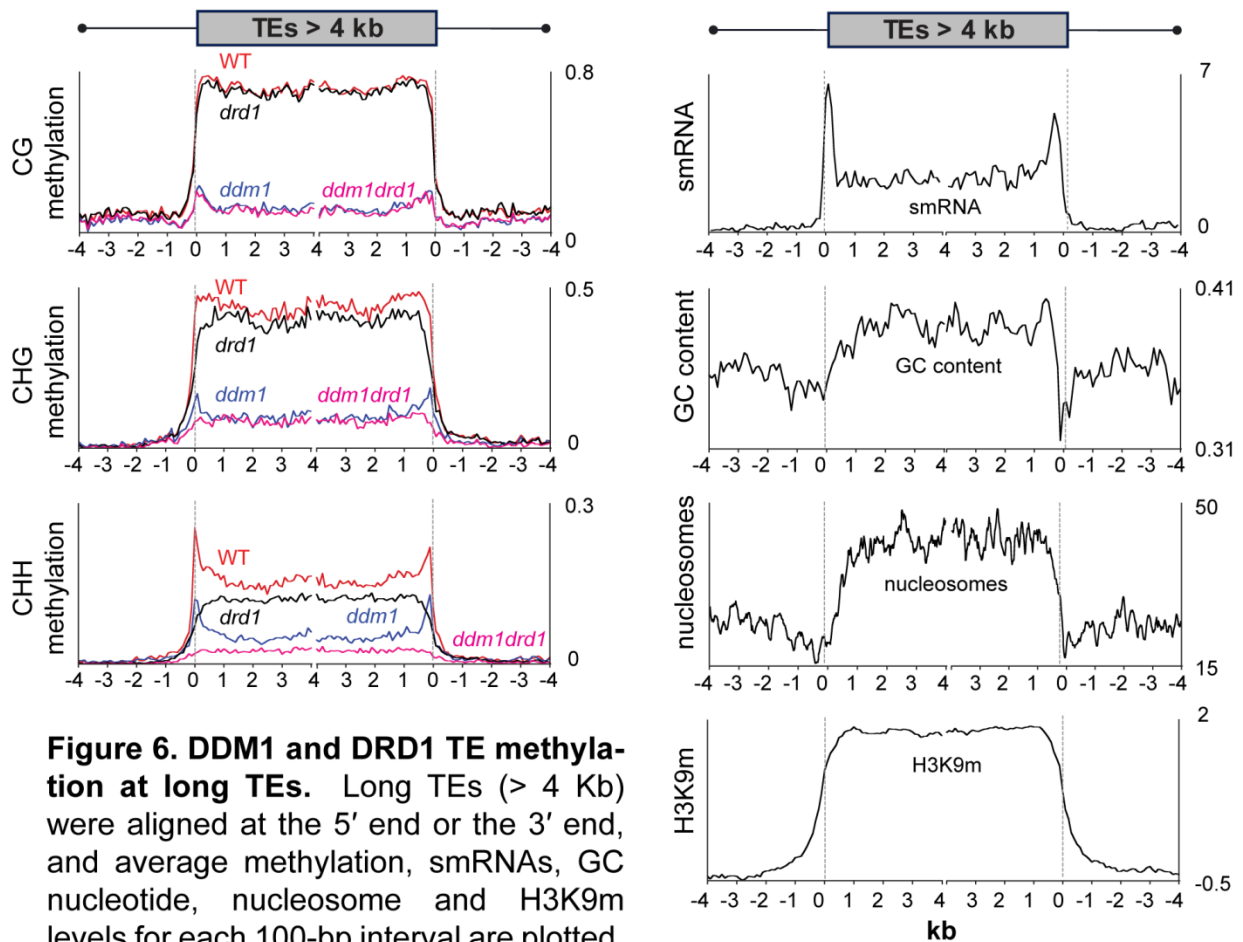 TEs > 4 kb
WT
drd1
ddm1
ddm1drd1
CG
methylation
0.8
0
-4 -3 -2 -1 0 1 2 3 4 3 2 1 0 -1 -2 -3 -4
WT
drd1
ddm1
ddm1drd1
CHG
methylation
0.5
0
-4 -3 -2 -1 0 1 2 3 4 3 2 1 0 -1 -2 -3 -4
WT
drd1
ddm1
ddm1drd1
CHH
methylation
0.3
0
-4 -3 -2 -1 0 1 2 3 4 3 2 1 0 -1 -2 -3 -4
Figure 6. DDM1 and DRD1 TE methyla-
tion at long TEs. Long TEs (> 4 Kb)
were aligned at the 5′ end or the 3′ end,
and average methylation, smRNAs, GC
nucleotide, nucleosome and H3K9m
levels for each 100-bp interval are plotted.
TEs > 4 kb
smRNA
7
smRNA
0
-4 -3 -2 -1 0 1 2 3 4 3 2 1 0 -1 -2 -3 -4
GC content
0.41
GC content
0.31
-4 -3 -2 -1 0 1 2 3 4 3 2 1 0 -1 -2 -3 -4
nucleosomes
50
nucleosomes
15
-4 -3 -2 -1 0 1 2 3 4 3 2 1 0 -1 -2 -3 -4
H3K9m
2
H3K9m
-0.5
-4 -3 -2 -1 0 1 2 3 4 3 2 1 0 -1 -2 -3 -4
kb